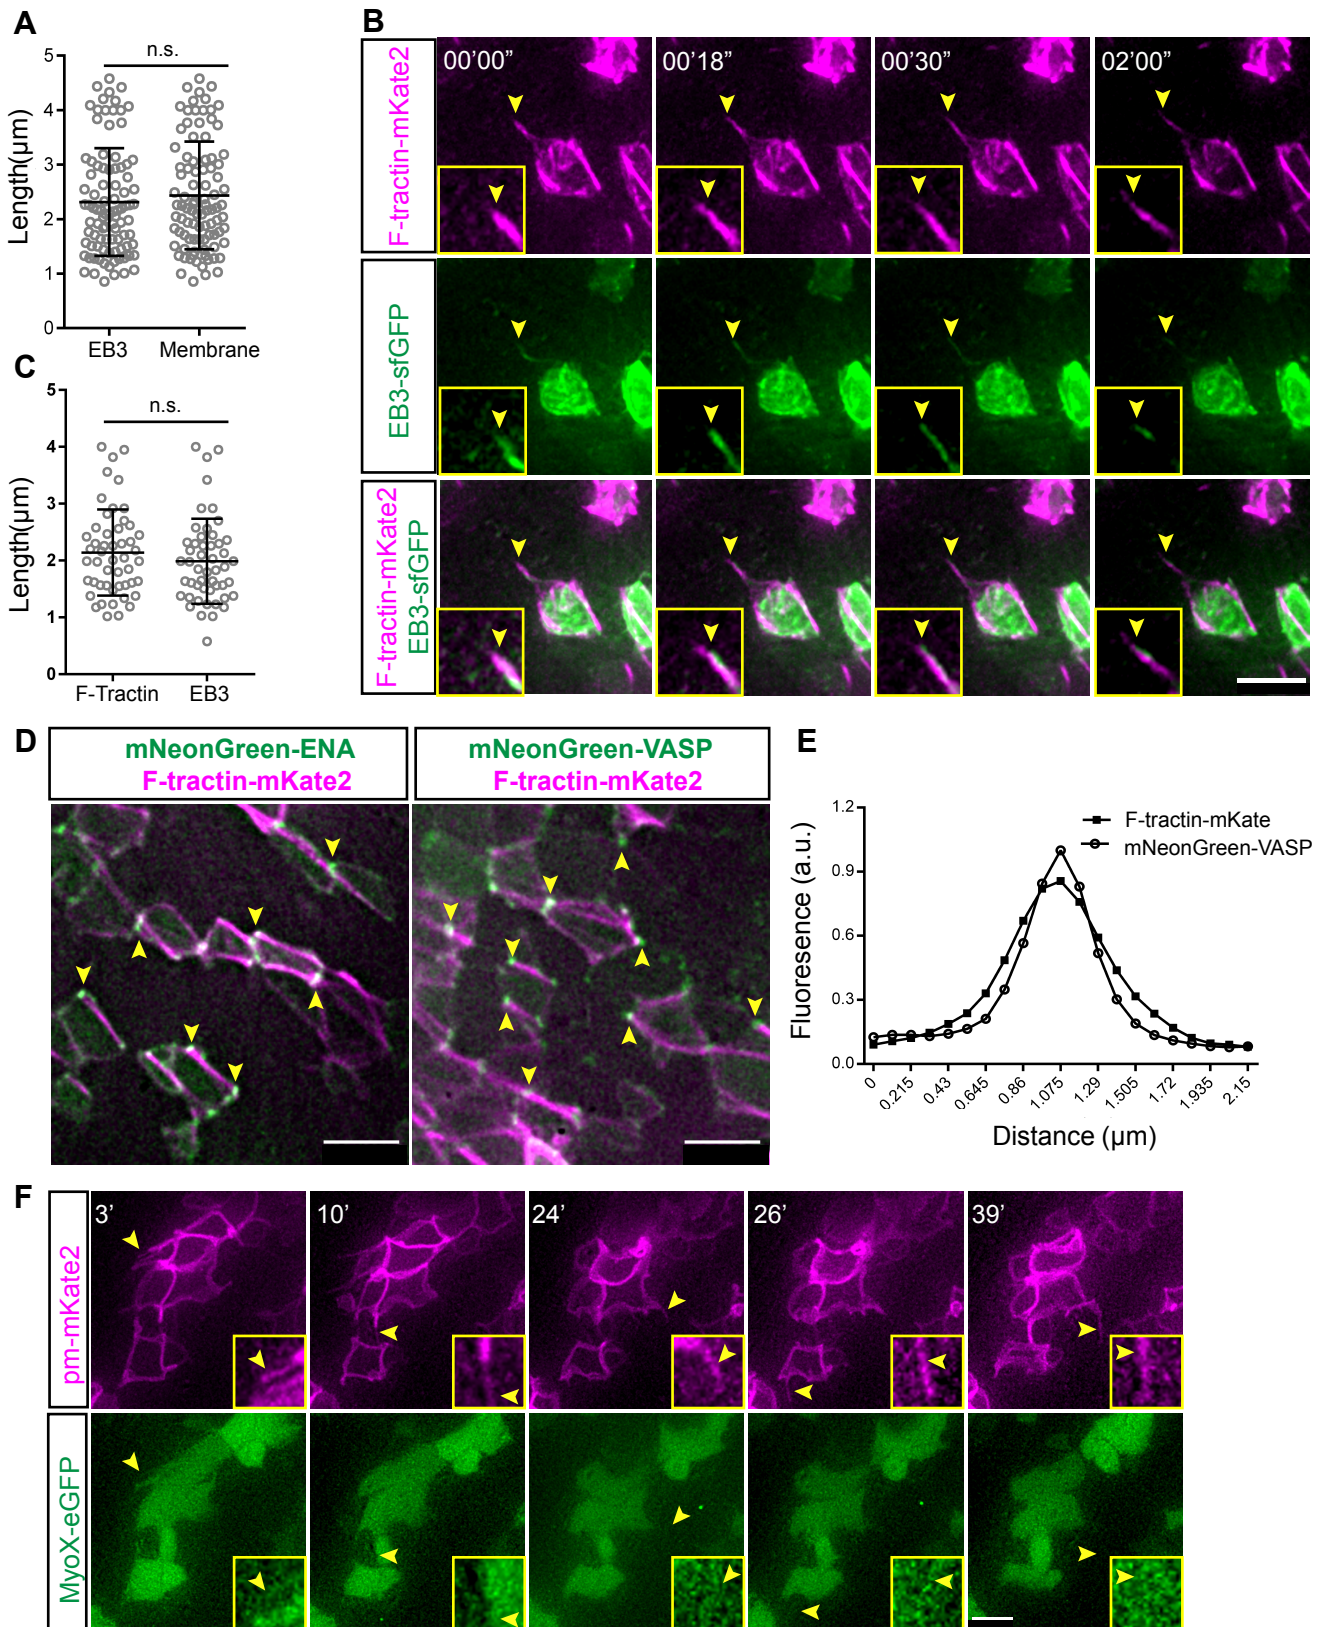 A
n.s.
5
4
3
2
1
0
Length(µm)
EB3
Membrane
B
F-tractin-mKate2
00’00”
00’18”
00’30”
02’00”
EB3-sfGFP
F-tractin-mKate2
EB3-sfGFP
C
n.s.
5
4
3
2
1
0
Length(µm)
F-Tractin
EB3
D
mNeonGreen-ENA
F-tractin-mKate2
mNeonGreen-VASP
F-tractin-mKate2
E
1.2
0.9
0.6
0.3
0.0
Fluoresence (a.u.)
F-tractin-mKate
mNeonGreen-VASP
0
0.215
0.43
0.645
0.86
1.075
1.29
1.505
1.72
1.935
2.15
Distance (µm)
F
pm-mKate2
3’
10’
24’
26’
39’
MyoX-eGFP